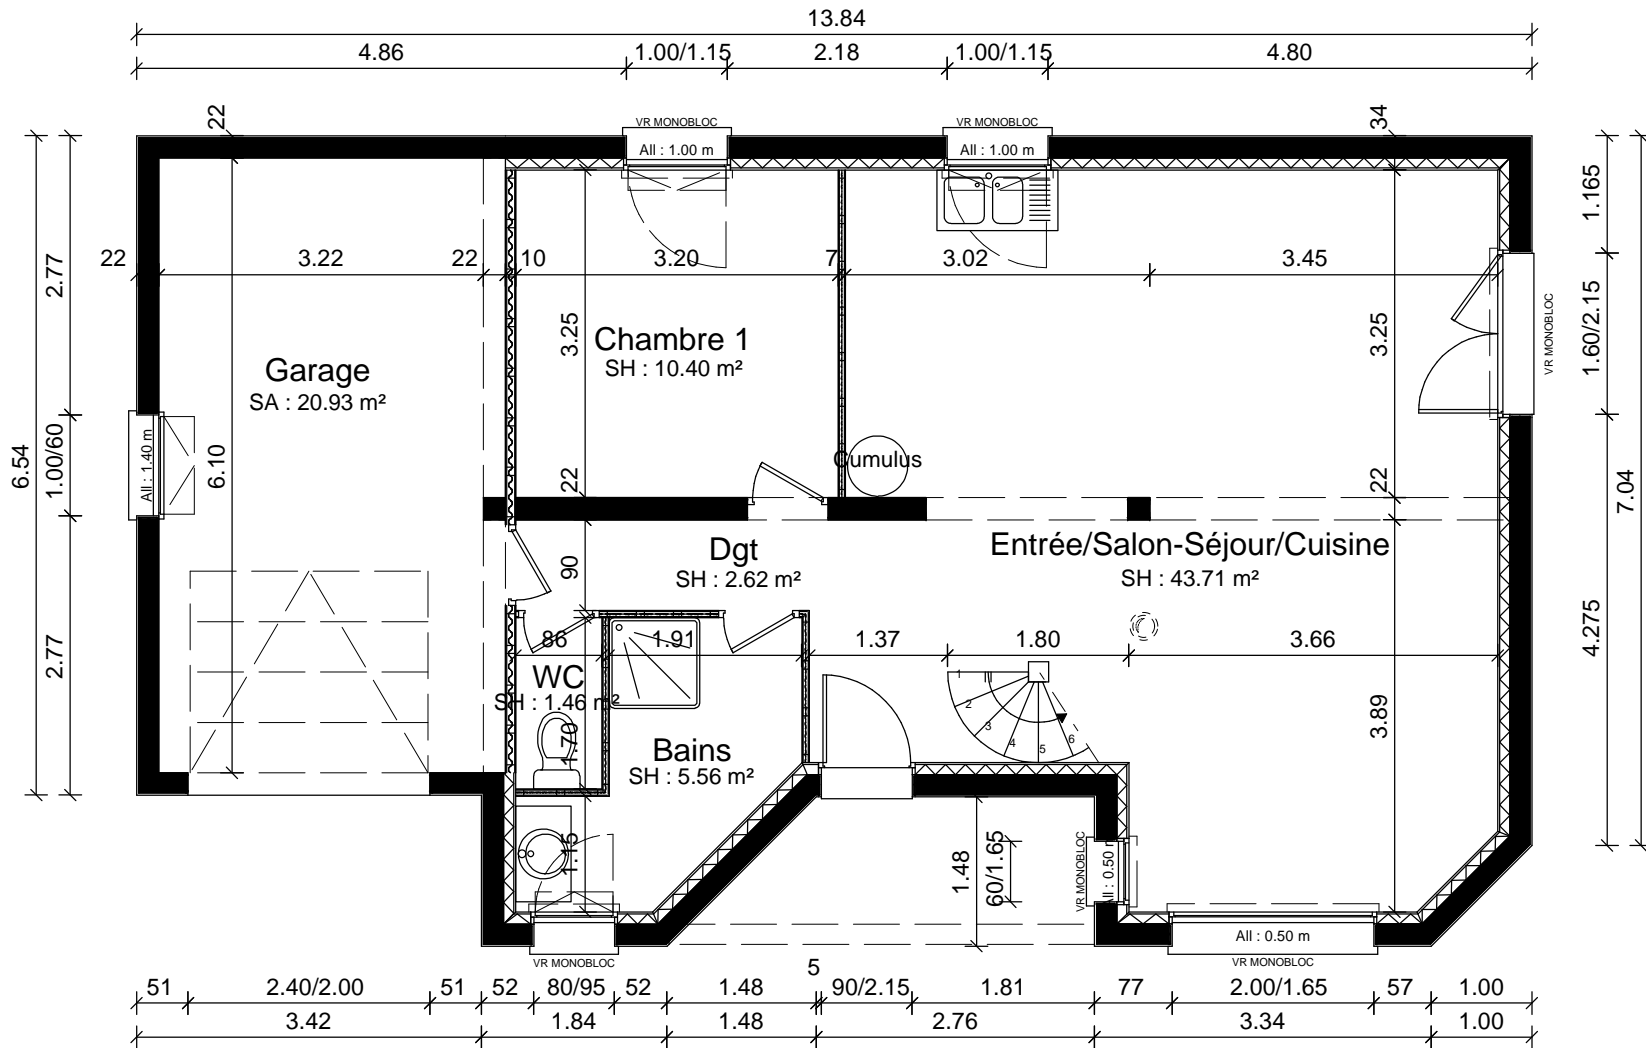 13.84
4.86
1.00/1.15
2.18
1.00/1.15
4.80
22
VR MONOBLOC
VR MONOBLOC
34
All : 1.00 m
All : 1.00 m
1.165
22
3.22
22
10
3.20
7
3.02
3.45
2.77
3.25
Chambre 1
SH : 10.40 m²
3.25
1.60/2.15
VR MONOBLOC
Garage
SA : 20.93 m²
6.54
1.00/60
All : 1.40 m
6.10
22
Cumulus
22
7.04
Dgt
SH : 2.62 m²
Entrée/Salon-Séjour/Cuisine
SH : 43.71 m²
90
2.77
86
1.91
1.37
1.80
3.66
4.275
WC
SH : 1.46 m²
1
2
3
4
5
6
3.89
1.70
Bains
SH : 5.56 m²
1.15
1.48
60/1.65
VR MONOBLOC
All : 0.50 m
All : 0.50 m
VR MONOBLOC
VR MONOBLOC
5
51
2.40/2.00
51
52
80/95
52
1.48
90/2.15
1.81
77
2.00/1.65
57
1.00
3.42
1.84
1.48
2.76
3.34
1.00